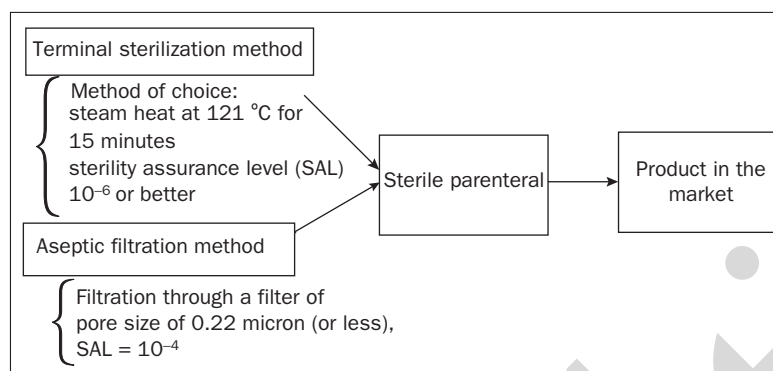 Terminal sterilization method
Method of choice:
steam heat at 121 °C for
15 minutes
sterility assurance level (SAL)
10⁻⁶ or better
Aseptic filtration method
Filtration through a filter of
pore size of 0.22 micron (or less),
SAL = 10⁻⁴
Sterile parenteral
Product in the
market